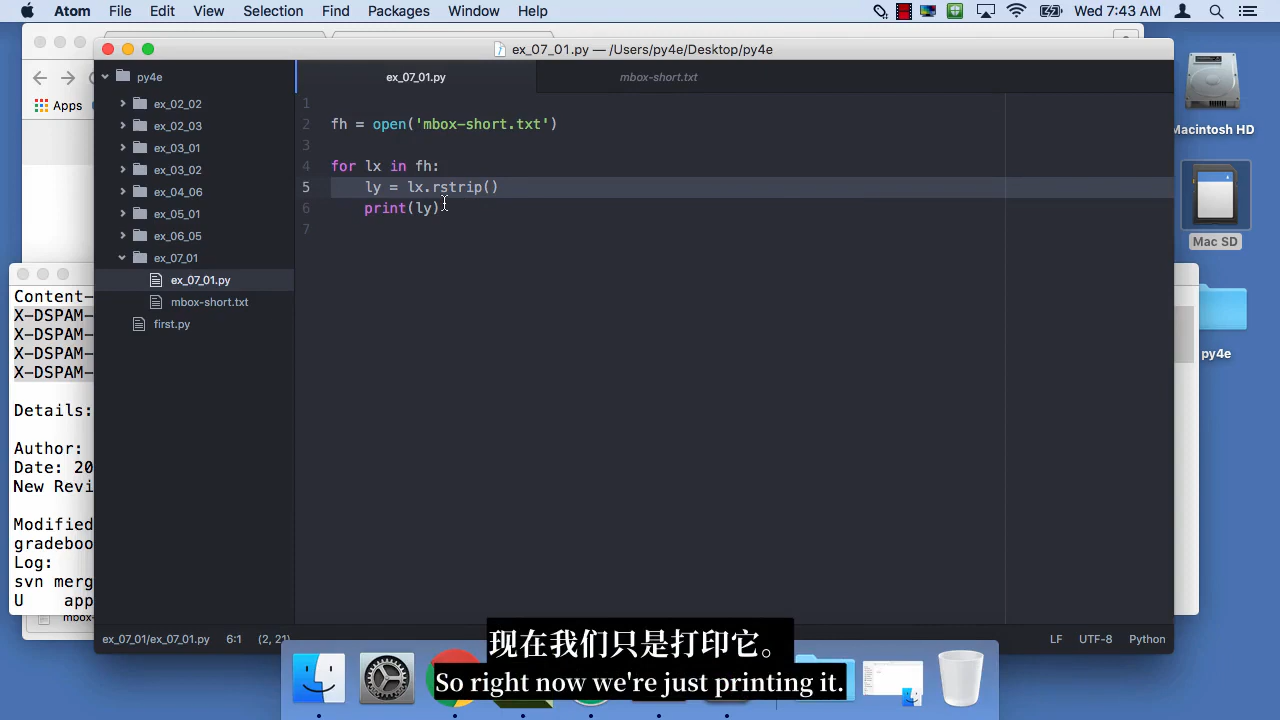 Atom File Edit View Selection Find Packages Window Help Wed 7:43 AM
ex_07_01.py — /Users/py4e/Desktop/py4e
Apps
Macintosh HD
Mac SD
py4e
py4e
ex_02_02
ex_02_03
ex_03_01
ex_03_02
ex_04_06
ex_05_01
ex_06_05
ex_07_01
ex_07_01.py
mbox-short.txt
first.py
ex_07_01.py
mbox-short.txt
1
2 fh = open('mbox-short.txt')
3
4 for lx in fh:
5 ly = lx.rstrip()
6 print(ly)
7
Content-
X-DSPAM-
X-DSPAM-
X-DSPAM-
X-DSPAM-
Details:
Author:
Date: 20
New Revi
Modified
gradeboo
Log:
svn merg
U app
mbox-
ex_07_01/ex_07_01.py 6:1 (2, 21) LF UTF-8 Python
现在我们只是打印它。
So right now we're just printing it.